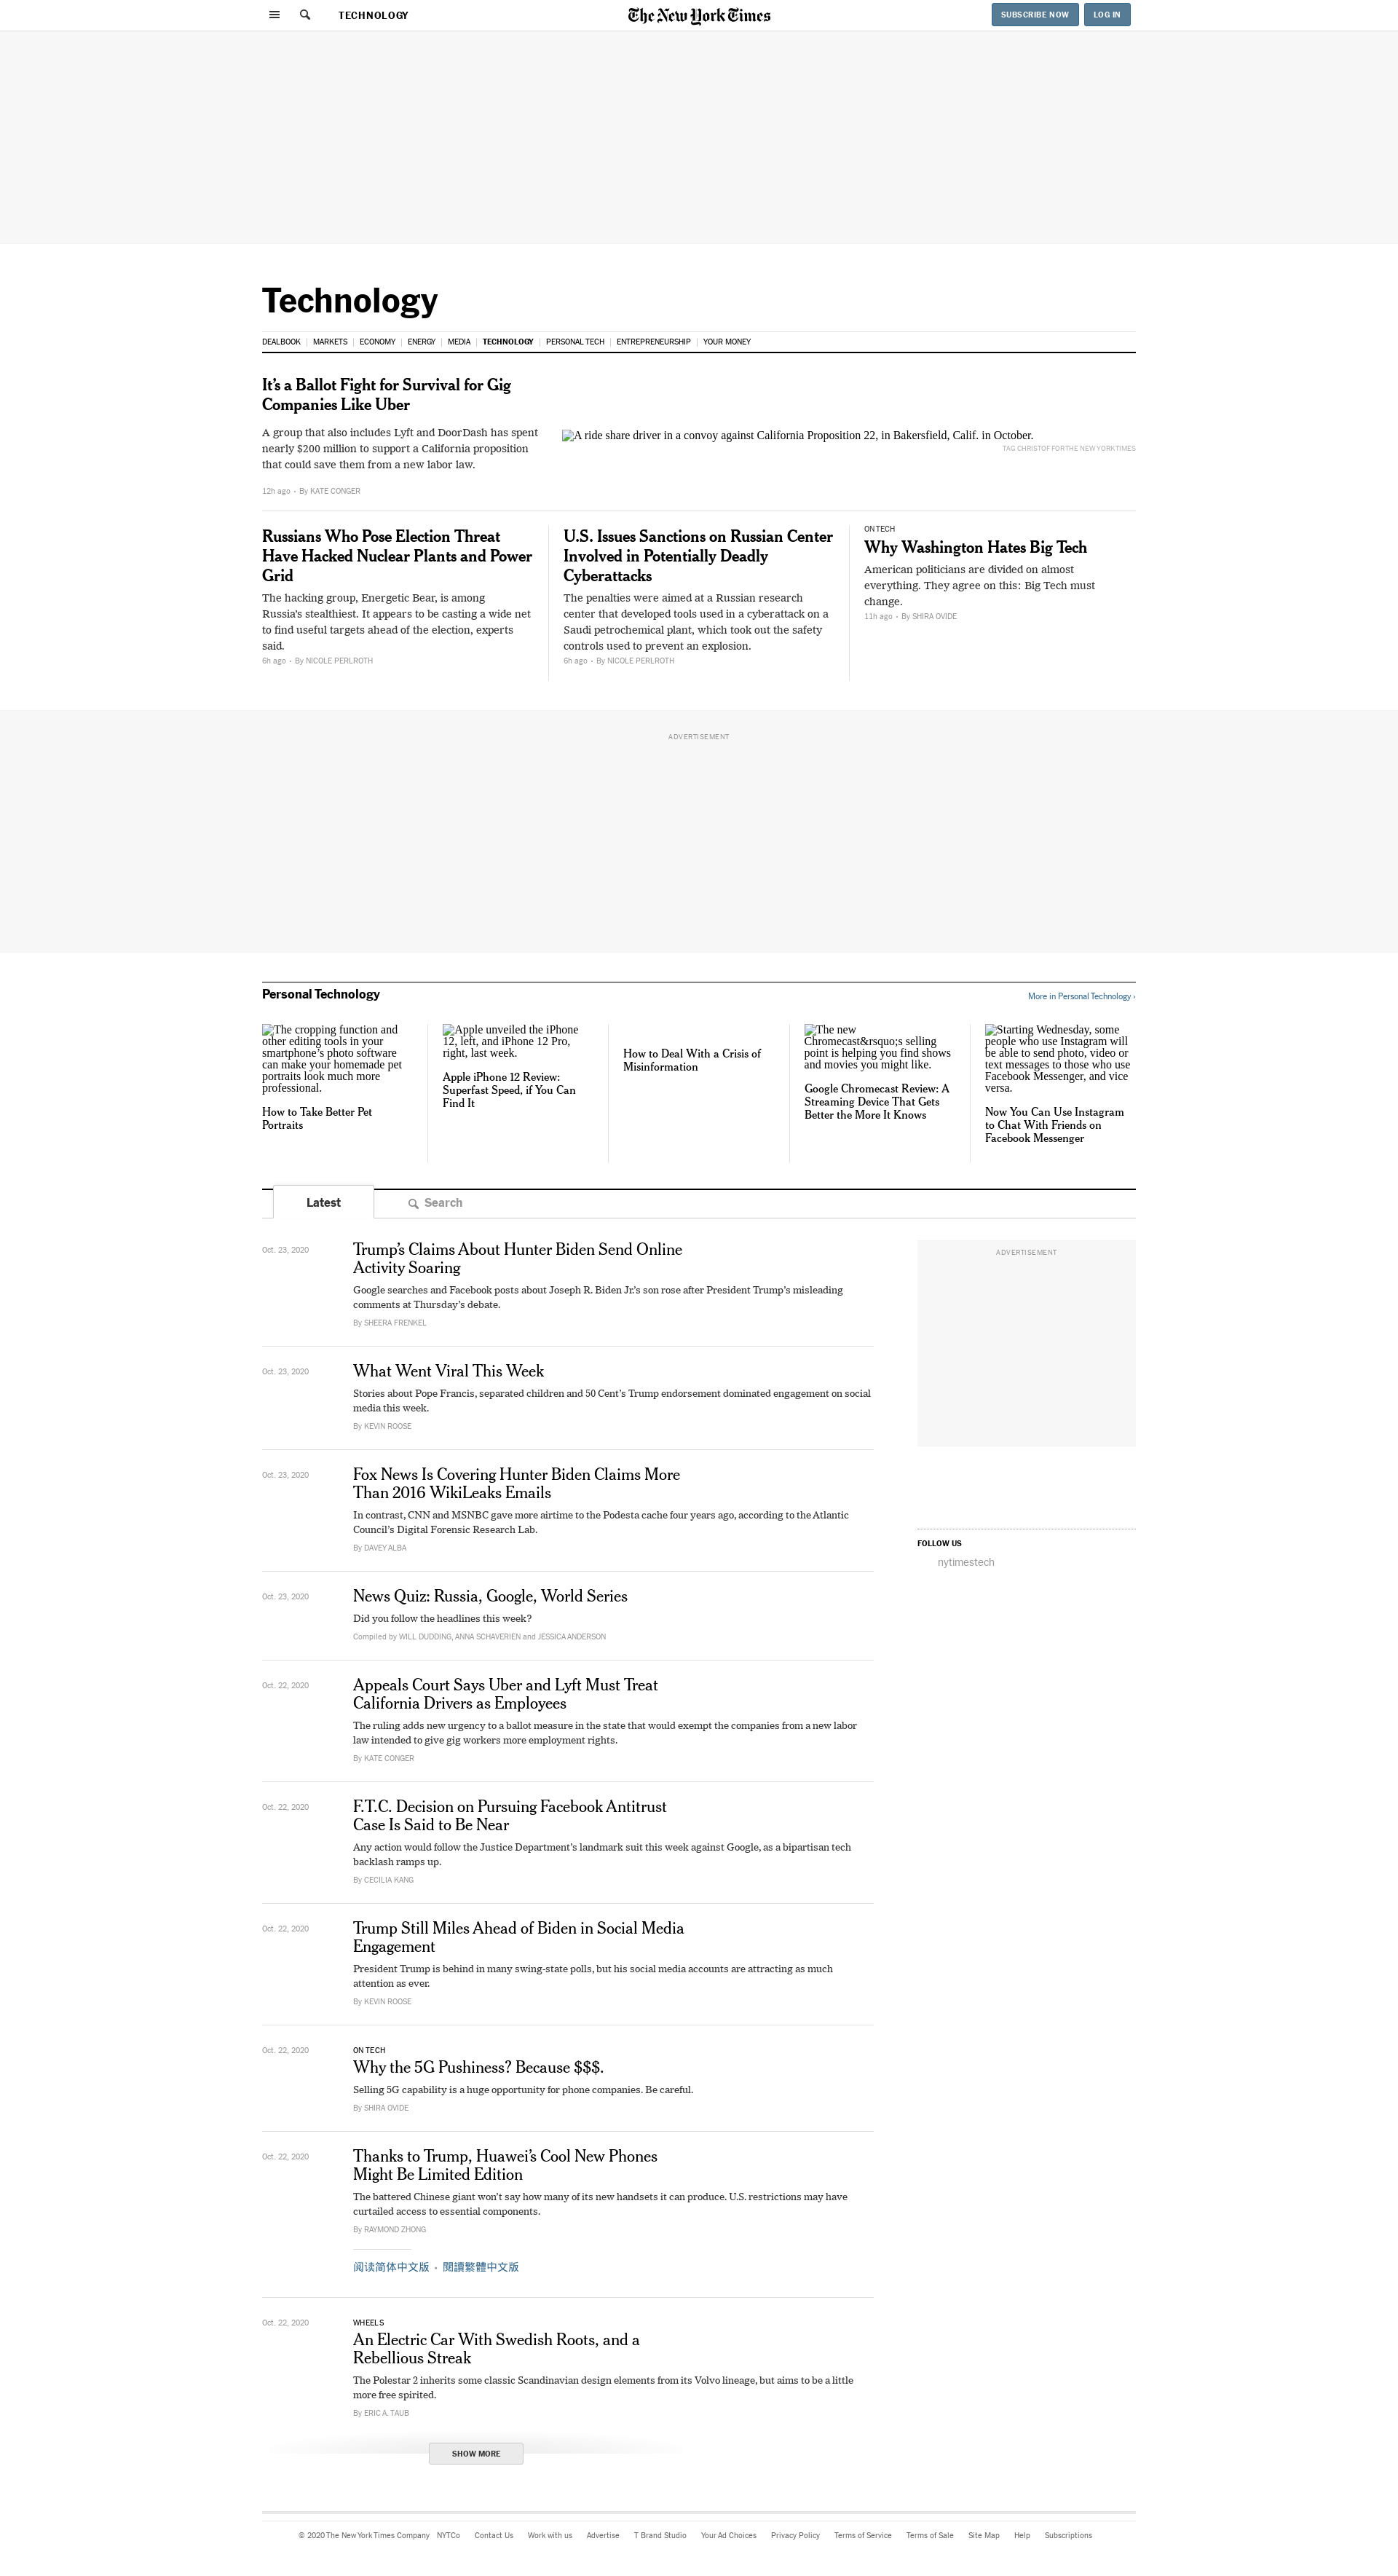 TECHNOLOGY
The New York Times
SUBSCRIBE NOW
LOG IN
Technology
DEALBOOK
MARKETS
ECONOMY
ENERGY
MEDIA
TECHNOLOGY
PERSONAL TECH
ENTREPRENEURSHIP
YOUR MONEY
It’s a Ballot Fight for Survival for Gig
Companies Like Uber
A group that also includes Lyft and DoorDash has spent
nearly $200 million to support a California proposition
that could save them from a new labor law.
12h ago • By KATE CONGER
A ride share driver in a convoy against California Proposition 22, in Bakersfield, Calif. in October.
TAG CHRISTOF FOR THE NEW YORK TIMES
Russians Who Pose Election Threat
Have Hacked Nuclear Plants and Power
Grid
The hacking group, Energetic Bear, is among
Russia’s stealthiest. It appears to be casting a wide net
to find useful targets ahead of the election, experts
said.
6h ago • By NICOLE PERLROTH
U.S. Issues Sanctions on Russian Center
Involved in Potentially Deadly
Cyberattacks
The penalties were aimed at a Russian research
center that developed tools used in a cyberattack on a
Saudi petrochemical plant, which took out the safety
controls used to prevent an explosion.
6h ago • By NICOLE PERLROTH
ON TECH
Why Washington Hates Big Tech
American politicians are divided on almost
everything. They agree on this: Big Tech must
change.
11h ago • By SHIRA OVIDE
ADVERTISEMENT
Personal Technology
More in Personal Technology ›
The cropping function and
other editing tools in your
smartphone’s photo software
can make your homemade pet
portraits look much more
professional.
How to Take Better Pet
Portraits
Apple unveiled the iPhone
12, left, and iPhone 12 Pro,
right, last week.
Apple iPhone 12 Review:
Superfast Speed, if You Can
Find It
How to Deal With a Crisis of
Misinformation
The new
Chromecast&rsquo;s selling
point is helping you find shows
and movies you might like.
Google Chromecast Review: A
Streaming Device That Gets
Better the More It Knows
Starting Wednesday, some
people who use Instagram will
be able to send photo, video or
text messages to those who use
Facebook Messenger, and vice
versa.
Now You Can Use Instagram
to Chat With Friends on
Facebook Messenger
Latest
Search
Oct. 23, 2020
Trump’s Claims About Hunter Biden Send Online
Activity Soaring
Google searches and Facebook posts about Joseph R. Biden Jr.’s son rose after President Trump’s misleading
comments at Thursday’s debate.
By SHEERA FRENKEL
Oct. 23, 2020
What Went Viral This Week
Stories about Pope Francis, separated children and 50 Cent’s Trump endorsement dominated engagement on social
media this week.
By KEVIN ROOSE
Oct. 23, 2020
Fox News Is Covering Hunter Biden Claims More
Than 2016 WikiLeaks Emails
In contrast, CNN and MSNBC gave more airtime to the Podesta cache four years ago, according to the Atlantic
Council’s Digital Forensic Research Lab.
By DAVEY ALBA
Oct. 23, 2020
News Quiz: Russia, Google, World Series
Did you follow the headlines this week?
Compiled by WILL DUDDING, ANNA SCHAVERIEN and JESSICA ANDERSON
Oct. 22, 2020
Appeals Court Says Uber and Lyft Must Treat
California Drivers as Employees
The ruling adds new urgency to a ballot measure in the state that would exempt the companies from a new labor
law intended to give gig workers more employment rights.
By KATE CONGER
Oct. 22, 2020
F.T.C. Decision on Pursuing Facebook Antitrust
Case Is Said to Be Near
Any action would follow the Justice Department’s landmark suit this week against Google, as a bipartisan tech
backlash ramps up.
By CECILIA KANG
Oct. 22, 2020
Trump Still Miles Ahead of Biden in Social Media
Engagement
President Trump is behind in many swing-state polls, but his social media accounts are attracting as much
attention as ever.
By KEVIN ROOSE
Oct. 22, 2020
ON TECH
Why the 5G Pushiness? Because $$$.
Selling 5G capability is a huge opportunity for phone companies. Be careful.
By SHIRA OVIDE
Oct. 22, 2020
Thanks to Trump, Huawei’s Cool New Phones
Might Be Limited Edition
The battered Chinese giant won’t say how many of its new handsets it can produce. U.S. restrictions may have
curtailed access to essential components.
By RAYMOND ZHONG
阅读简体中文版 • 閱讀繁體中文版
Oct. 22, 2020
WHEELS
An Electric Car With Swedish Roots, and a
Rebellious Streak
The Polestar 2 inherits some classic Scandinavian design elements from its Volvo lineage, but aims to be a little
more free spirited.
By ERIC A. TAUB
SHOW MORE
ADVERTISEMENT
FOLLOW US
nytimestech
© 2020 The New York Times Company
NYTCo
Contact Us
Work with us
Advertise
T Brand Studio
Your Ad Choices
Privacy Policy
Terms of Service
Terms of Sale
Site Map
Help
Subscriptions